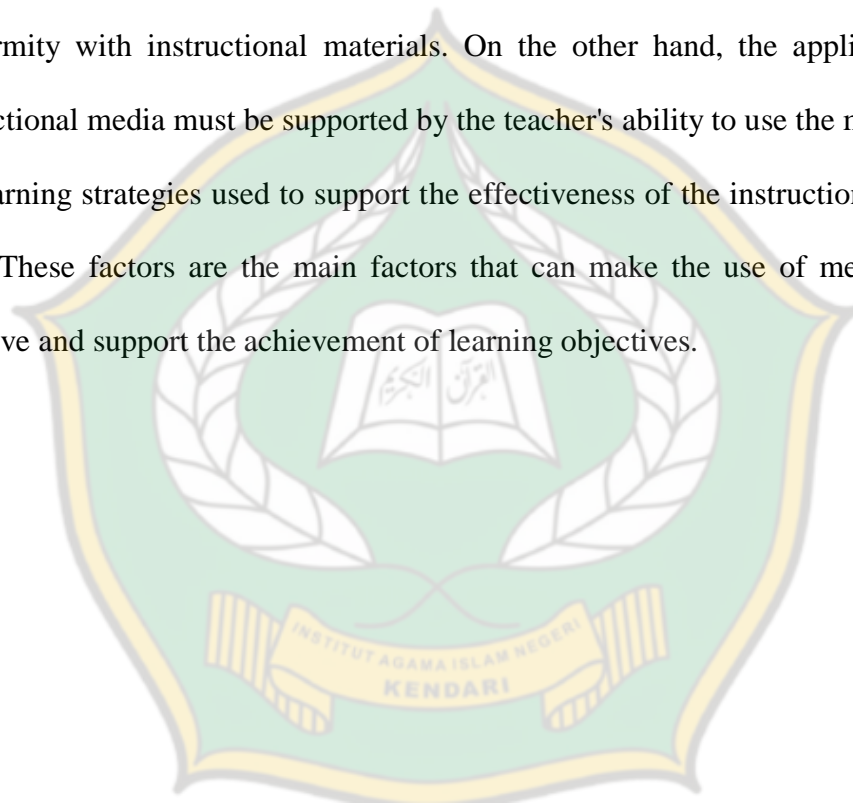 rmity with instructional materials. On the other hand, the appli
ctional media must be supported by the teacher's ability to use the
arning strategies used to support the effectiveness of the instruction
These factors are the main factors that can make the use of me
ve and support the achievement of learning objectives.
القرآن الكريم
INSTITUT AGAMA ISLAM NEGERI
KENDARI